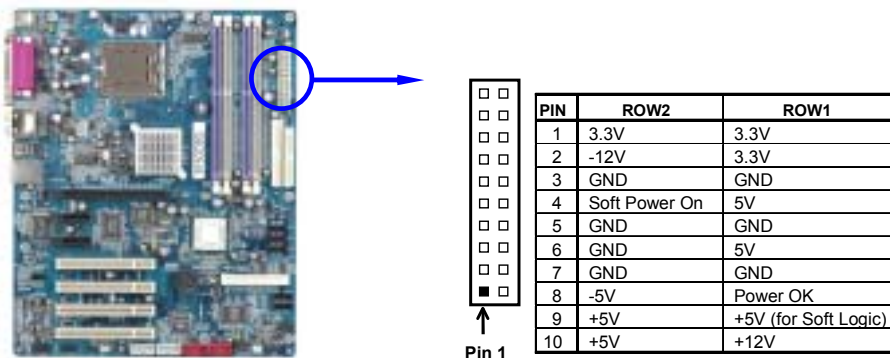 PIN ROW2 ROW1
1 3.3V 3.3V
2 -12V 3.3V
3 GND GND
4 Soft Power On 5V
5 GND GND
6 GND 5V
7 GND GND
8 -5V Power OK
9 +5V +5V (for Soft Logic)
10 +5V +12V
Pin 1